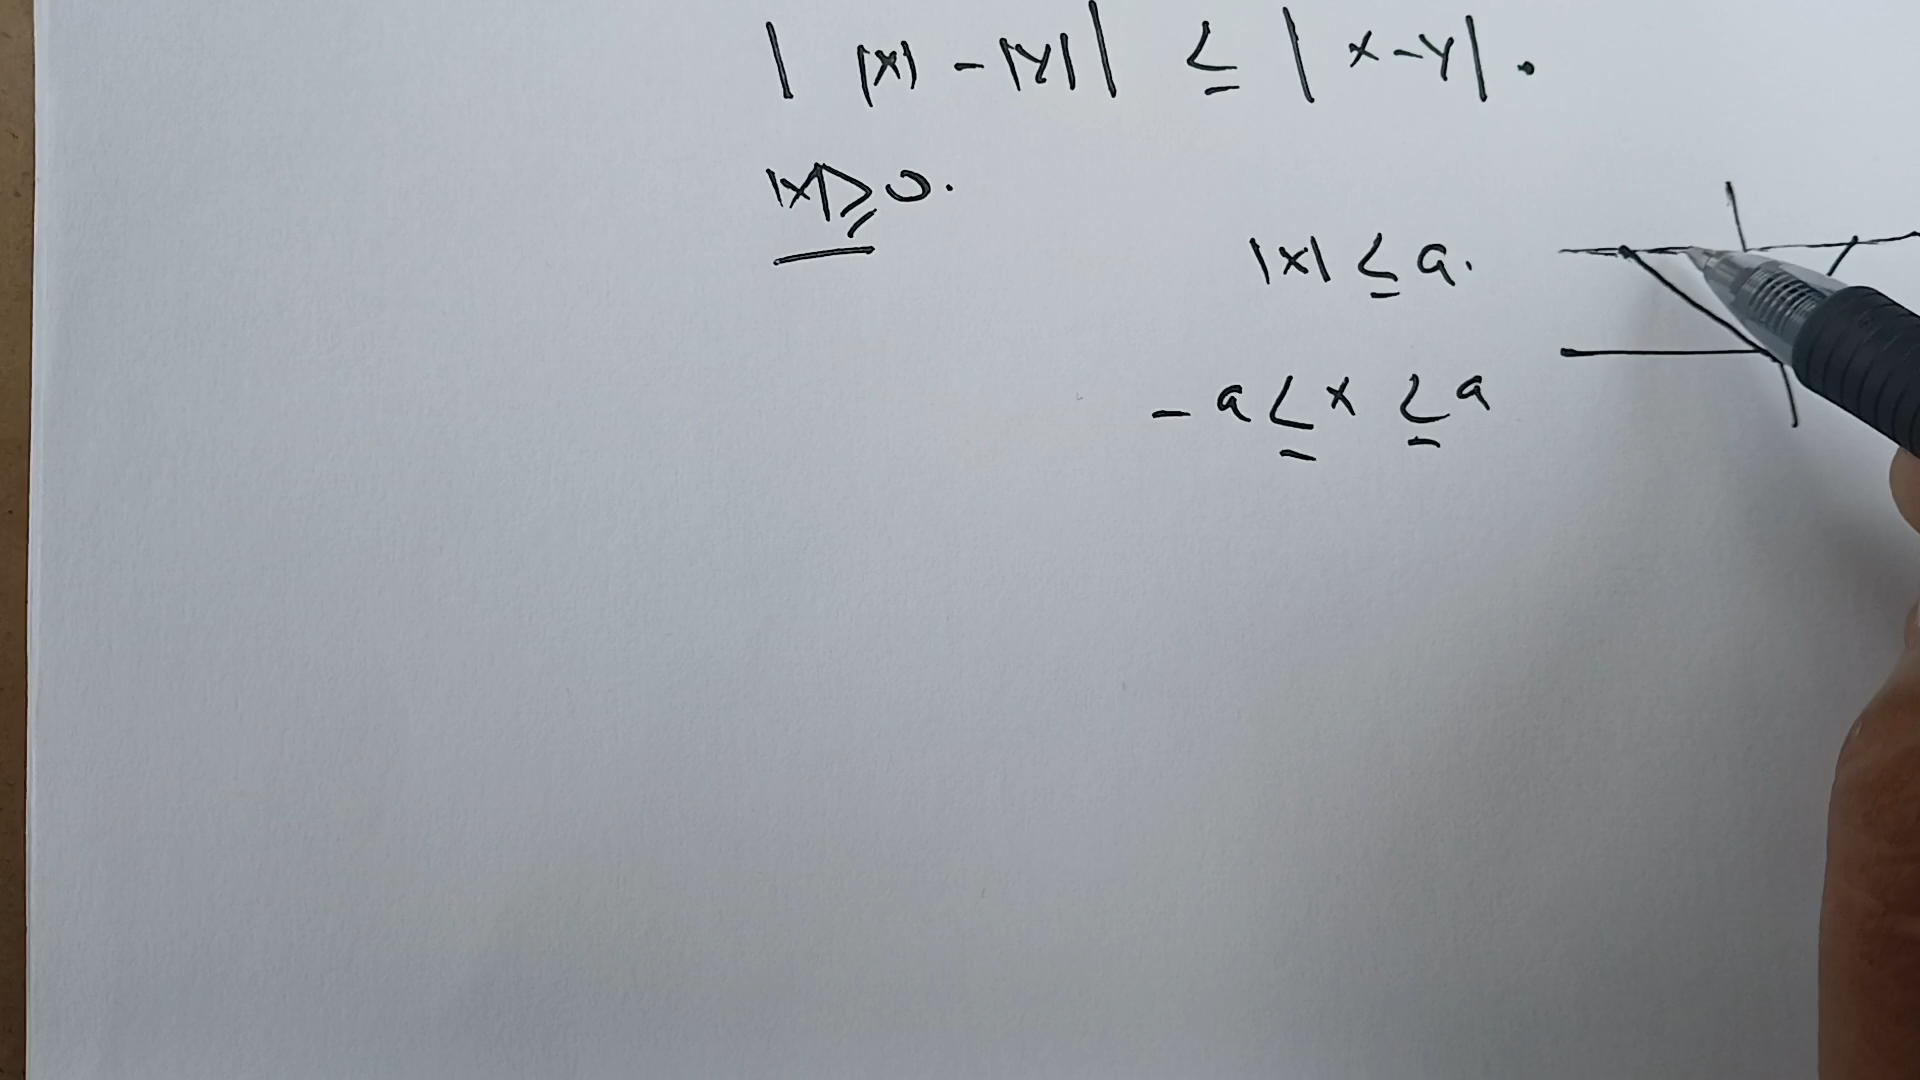 | |x| - |y| | ≤ | x-y| .
|x| ≥ 0.
|x| ≤ a.
- a ≤ x ≤ a